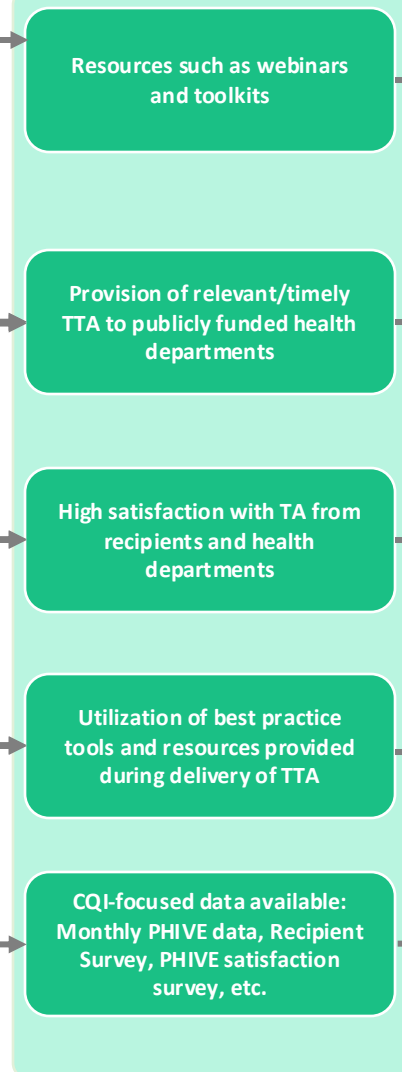 Resources such as webinars
and toolkits
Provision of relevant/timely
TTA to publicly funded health
departments
High satisfaction with TA from
recipients and health
departments
Utilization of best practice
tools and resources provided
during delivery of TTA
CQI-focused data available:
Monthly PHIVE data, Recipient
Survey, PHIVE satisfaction
survey, etc.